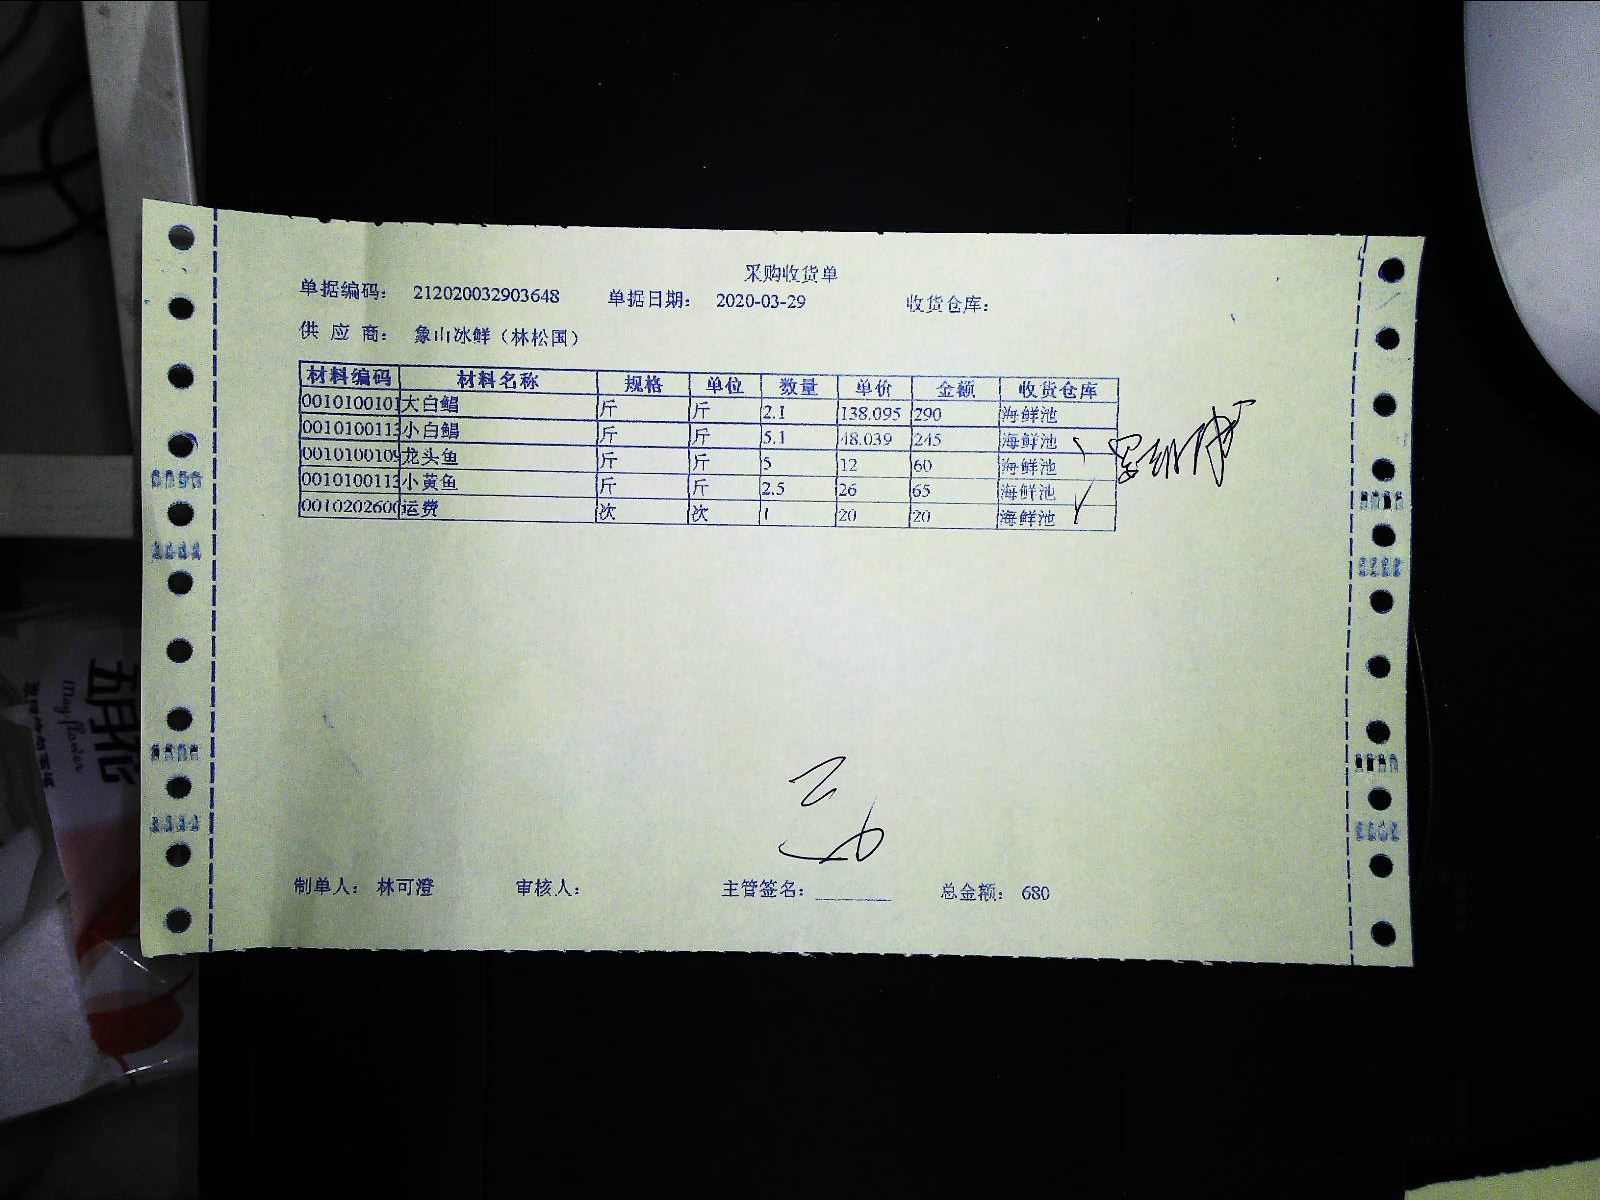 采购收货单
单据编码： 212020032903648 单据日期： 2020-03-29 收货仓库：
供 应 商： 象山冰鲜（林松国）
材料编码 材料名称 规格 单位 数量 单价 金额 收货仓库
0010100101 大白鲳 斤 斤 2.1 138.095 290 海鲜池
0010100113 小白鲳 斤 斤 5.1 48.039 245 海鲜池
0010100109 龙头鱼 斤 斤 5 12 60 海鲜池
0010100113 小黄鱼 斤 斤 2.5 26 65 海鲜池
0010202600 运费 次 次 1 20 20 海鲜池
制单人： 林可澄 审核人： 主管签名： 总金额： 680
五月花
Mayflower